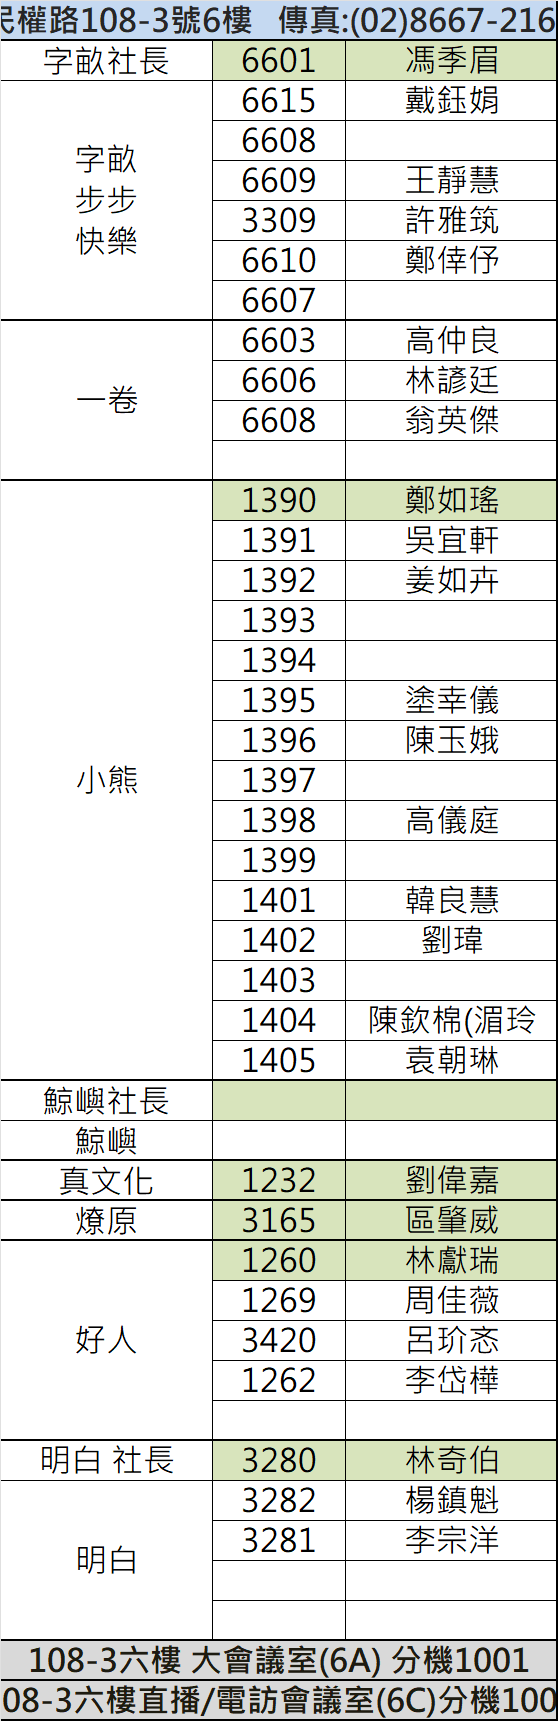 民權路108-3號6樓 傳真:(02)8667-216
字畝社長 6601 馮季眉
6615 戴鈺娟
字畝
步步
快樂
6608
6609 王靜慧
3309 許雅筑
6610 鄭倖伃
6607
一卷
6603 高仲良
6606 林諺廷
6608 翁英傑
小熊
1390 鄭如瑤
1391 吳宜軒
1392 姜如卉
1393
1394
1395 塗幸儀
1396 陳玉娥
1397
1398 高儀庭
1399
1401 韓良慧
1402 劉瑋
1403
1404 陳欽棉(湄玲
1405 袁朝琳
鯨嶼社長
鯨嶼
真文化 1232 劉偉嘉
燎原 3165 區肇威
好人
1260 林獻瑞
1269 周佳薇
3420 呂玠忞
1262 李岱樺
明白 社長 3280 林奇伯
明白
3282 楊鎮魁
3281 李宗洋
108-3六樓 大會議室(6A) 分機1001
08-3六樓直播/電訪會議室(6C)分機100